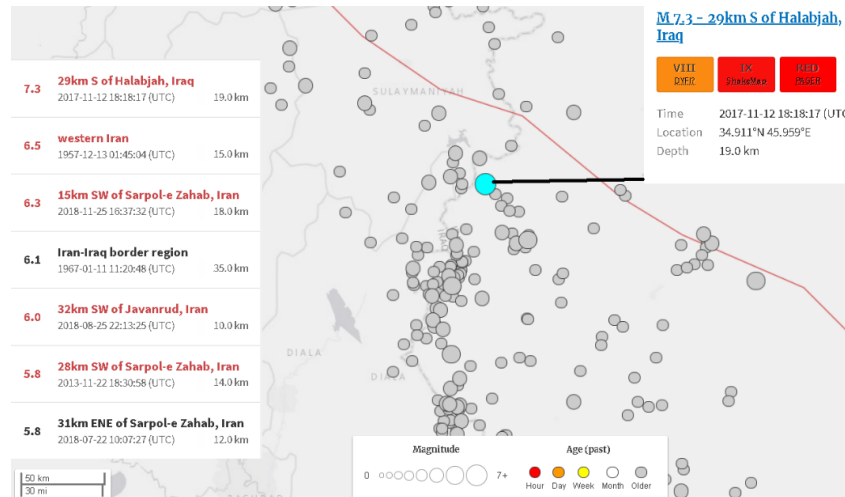 7.3
29km S of Halabjah, Iraq
2017-11-12 18:18:17 (UTC) 19.0 km
6.5
western Iran
1957-12-13 01:45:04 (UTC) 15.0 km
6.3
15km SW of Sarpol-e Zahab, Iran
2018-11-25 16:37:32 (UTC) 18.0 km
6.1
Iran-Iraq border region
1967-01-11 11:20:48 (UTC) 35.0 km
6.0
32km SW of Javanrud, Iran
2018-08-25 22:13:25 (UTC) 10.0 km
5.8
28km SW of Sarpol-e Zahab, Iran
2013-11-22 18:30:58 (UTC) 14.0 km
5.8
31km ENE of Sarpol-e Zahab, Iran
2018-07-22 10:07:27 (UTC) 12.0 km
SULAYMANIYAH
IRAQ
DIALA
DIALA
BAGHDAD
M 7.3 - 29km S of Halabjah,
Iraq
VIII IX RED
DYFI? ShakeMap PAGER
Time 2017-11-12 18:18:17 (UTC
Location 34.911°N 45.959°E
Depth 19.0 km
Magnitude
0 7+
Age (past)
Hour Day Week Month Older
50 km
30 mi